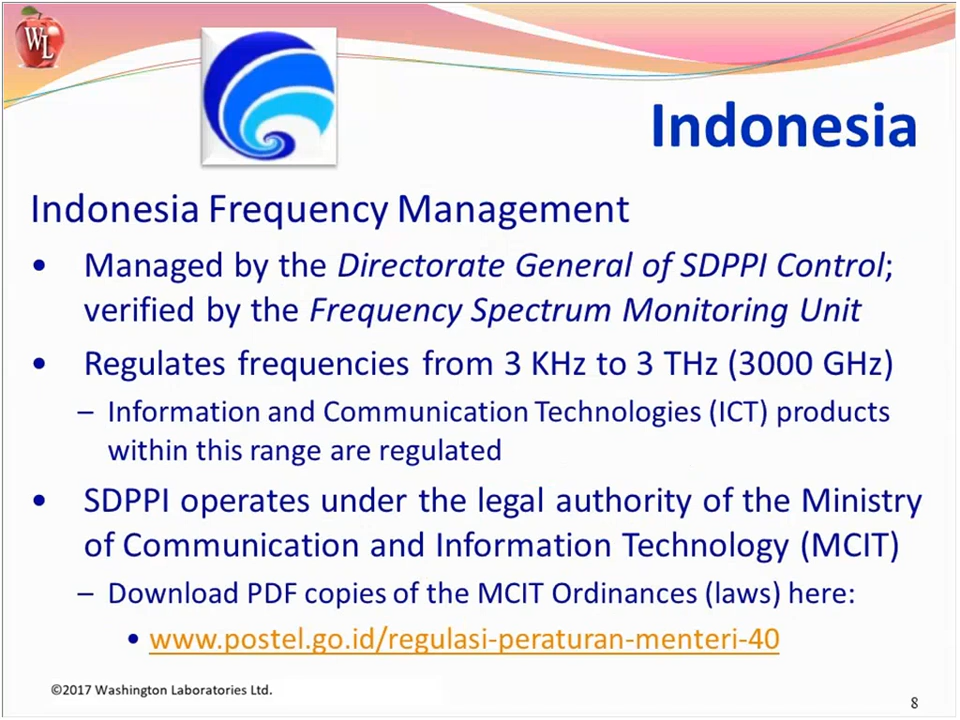 WL
Indonesia
Indonesia Frequency Management
• Managed by the Directorate General of SDPPI Control;
verified by the Frequency Spectrum Monitoring Unit
• Regulates frequencies from 3 KHz to 3 THz (3000 GHz)
– Information and Communication Technologies (ICT) products
within this range are regulated
• SDPPI operates under the legal authority of the Ministry
of Communication and Information Technology (MCIT)
– Download PDF copies of the MCIT Ordinances (laws) here:
• www.postel.go.id/regulasi-peraturan-menteri-40
©2017 Washington Laboratories Ltd.
8